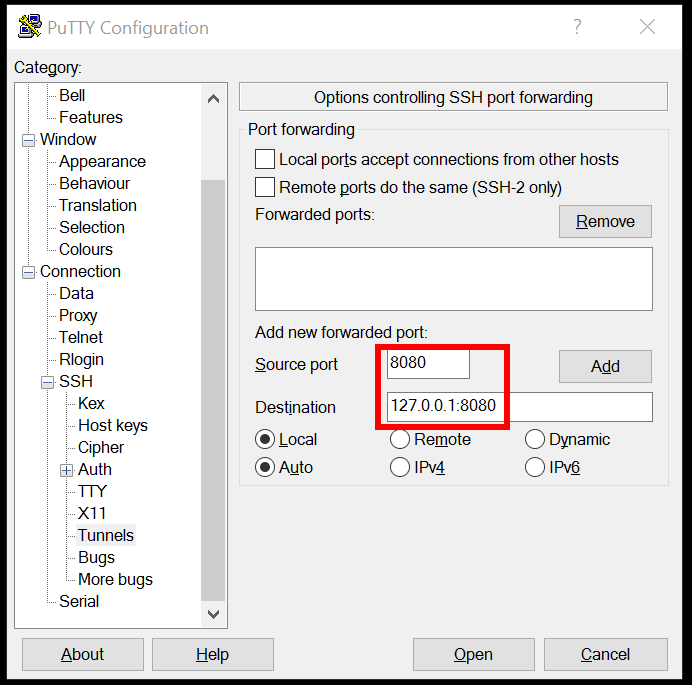 PuTTY Configuration
?
Category:
Bell
Features
Window
Appearance
Behaviour
Translation
Selection
Colours
Connection
Data
Proxy
Telnet
Rlogin
SSH
Kex
Host keys
Cipher
Auth
TTY
X11
Tunnels
Bugs
More bugs
Serial
Options controlling SSH port forwarding
Port forwarding
Local ports accept connections from other hosts
Remote ports do the same (SSH-2 only)
Forwarded ports: Remove
Add new forwarded port:
Source port 8080 Add
Destination 127.0.0.1:8080
Local Remote Dynamic
Auto IPv4 IPv6
About Help Open Cancel